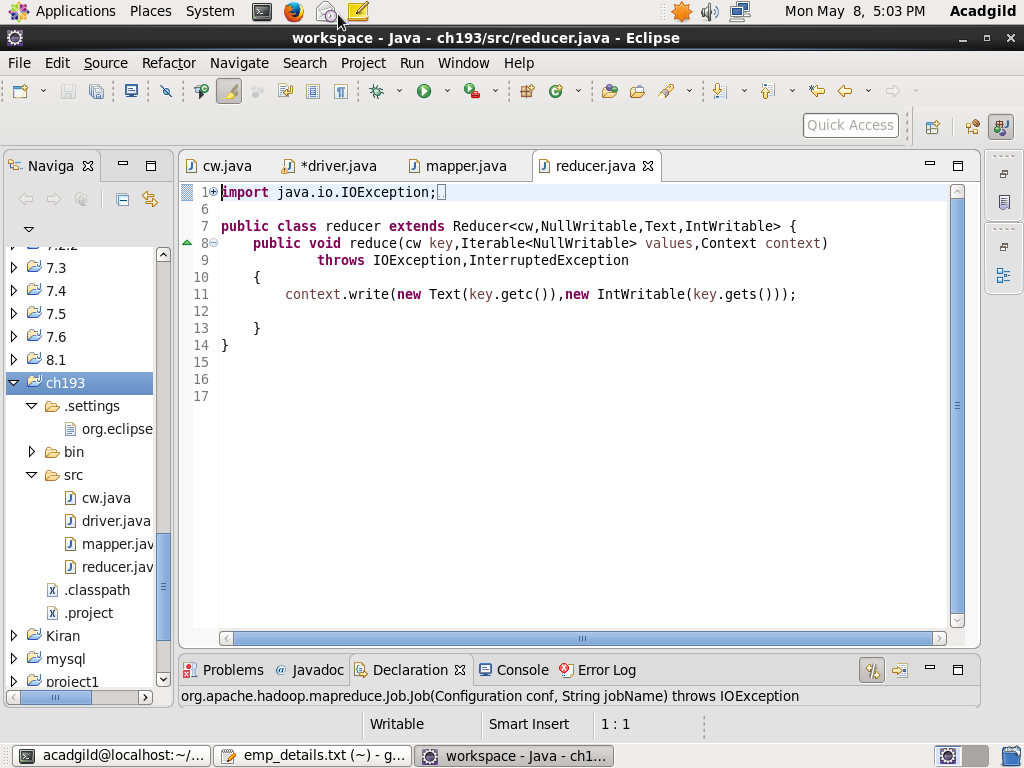 Applications Places System Mon May 8, 5:03 PM Acadgild
workspace - Java - ch193/src/reducer.java - Eclipse
File Edit Source Refactor Navigate Search Project Run Window Help
Quick Access
Naviga
cw.java *driver.java mapper.java reducer.java
7.3
7.4
7.5
7.6
8.1
ch193
.settings
org.eclipse
bin
src
cw.java
driver.java
mapper.jav
reducer.jav
.classpath
.project
Kiran
mysql
project1
1 import java.io.IOException;
6
7 public class reducer extends Reducer<cw,NullWritable,Text,IntWritable> {
8 public void reduce(cw key,Iterable<NullWritable> values,Context context)
9 throws IOException,InterruptedException
10 {
11 context.write(new Text(key.getc()),new IntWritable(key.gets()));
12
13 }
14 }
15
16
17
Problems @ Javadoc Declaration Console Error Log
org.apache.hadoop.mapreduce.Job.Job(Configuration conf, String jobName) throws IOException
Writable Smart Insert 1 : 1
acadgild@localhost:~/... emp_details.txt (~) - g... workspace - Java - ch1...